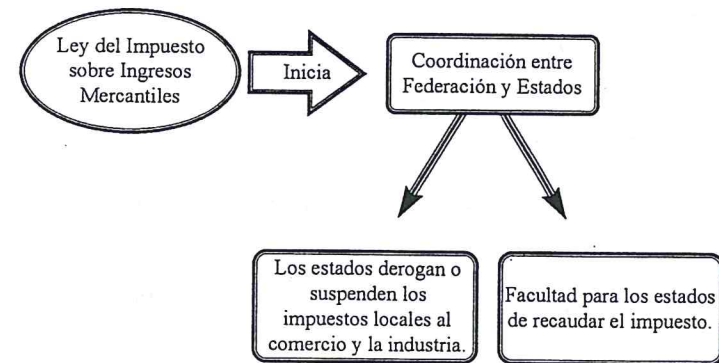 Ley del Impuesto
sobre Ingresos
Mercantiles
Inicia
Coordinación entre
Federación y Estados
Los estados derogan o
suspenden los
impuestos locales al
comercio y la industria.
Facultad para los estados
de recaudar el impuesto.